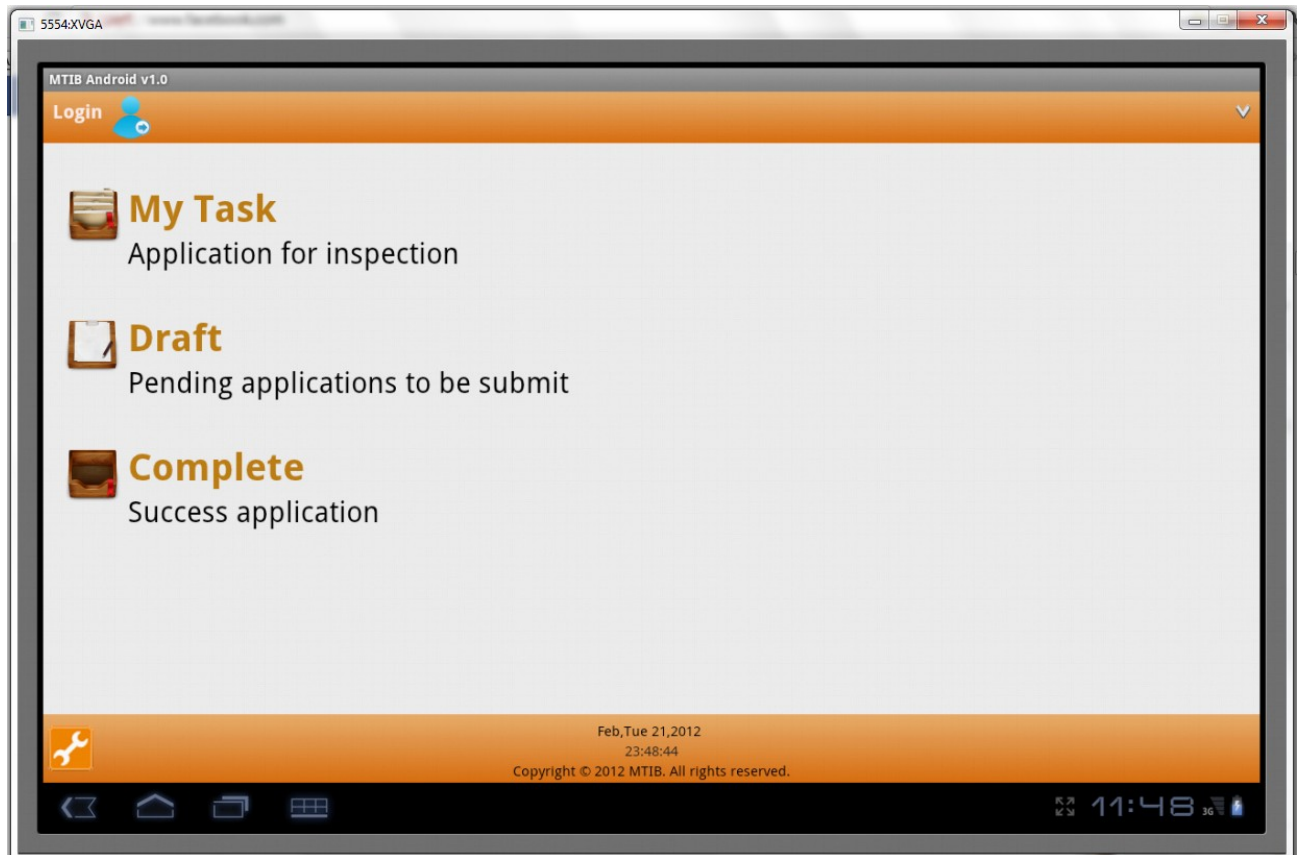 5554:XVGA
MTIB Android v1.0
Login
My Task
Application for inspection
Draft
Pending applications to be submit
Complete
Success application
Feb,Tue 21,2012
23:48:44
Copyright © 2012 MTIB. All rights reserved.
11:48 3G